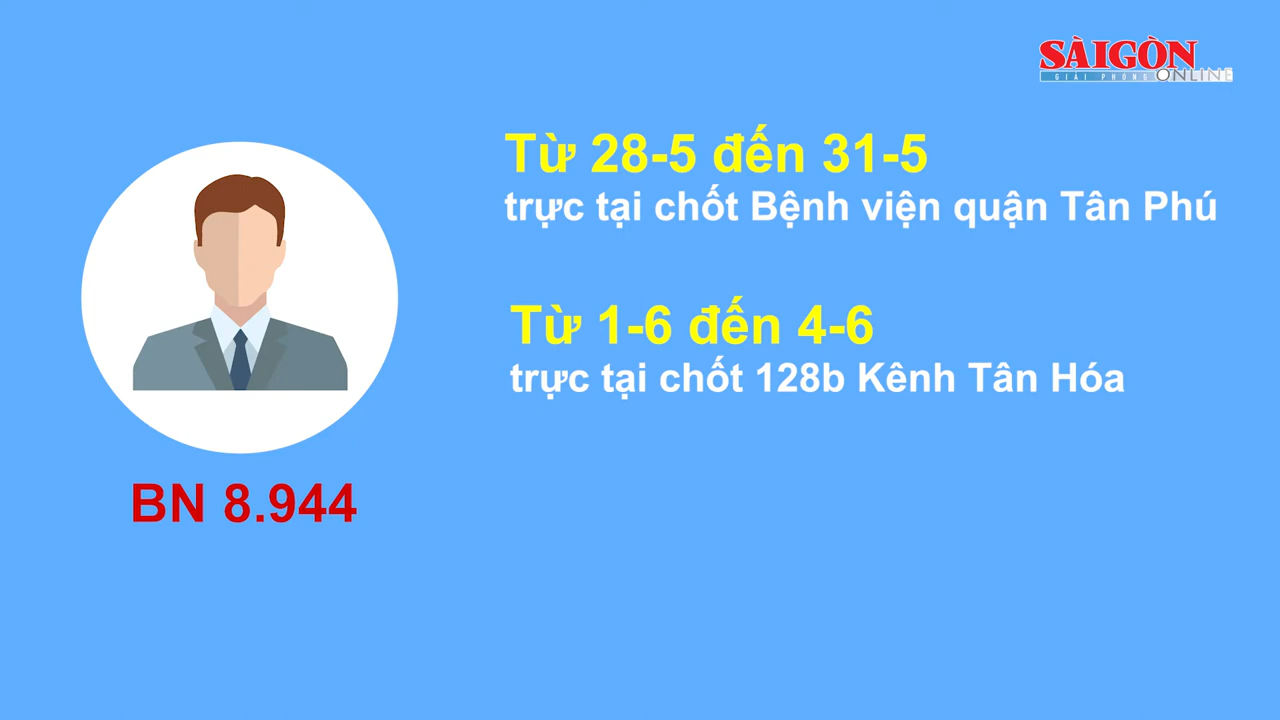 SÀIGÒN
GIẢI PHÓNG ONLINE
Từ 28-5 đến 31-5
trực tại chốt Bệnh viện quận Tân Phú
Từ 1-6 đến 4-6
trực tại chốt 128b Kênh Tân Hóa
BN 8.944